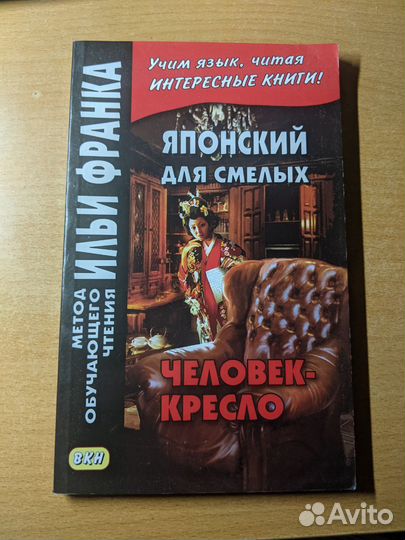 Учим язык, читая
ИНТЕРЕСНЫЕ КНИГИ!
МЕТОД
ОБУЧАЮЩЕГО
ЧТЕНИЯ
ИЛЬИ ФРАНКА
ЯПОНСКИЙ
ДЛЯ СМЕЛЫХ
ЧЕЛОВЕК-
КРЕСЛО
ВКН
Avito